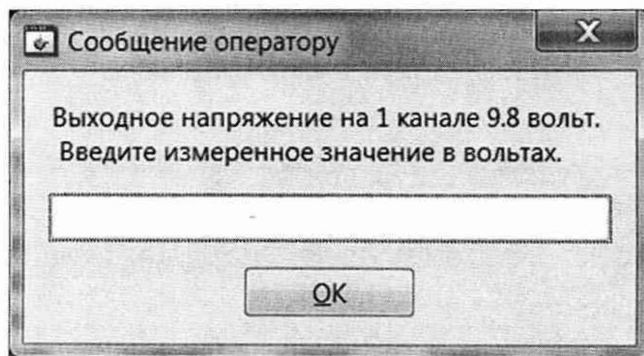 Сообщение оператору
X
Выходное напряжение на 1 канале 9.8 вольт.
Введите измеренное значение в вольтах.
OK